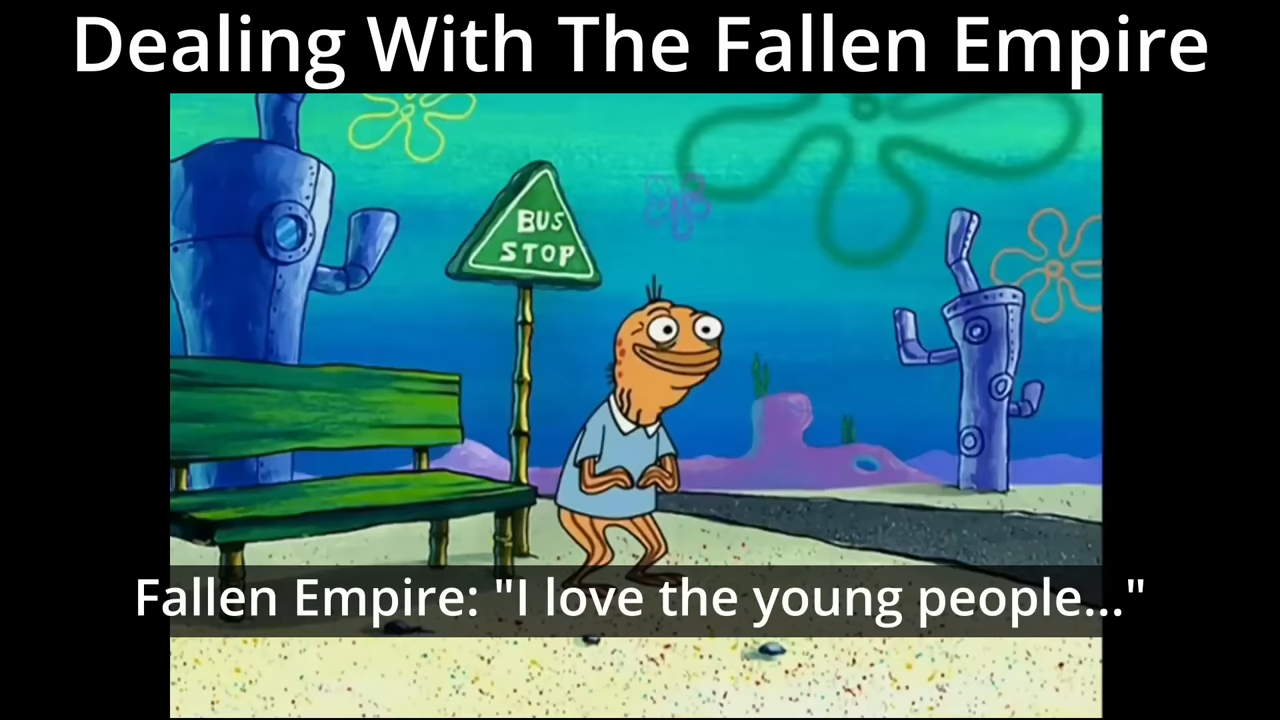 Dealing With The Fallen Empire
BUS
STOP
Fallen Empire: "I love the young people..."